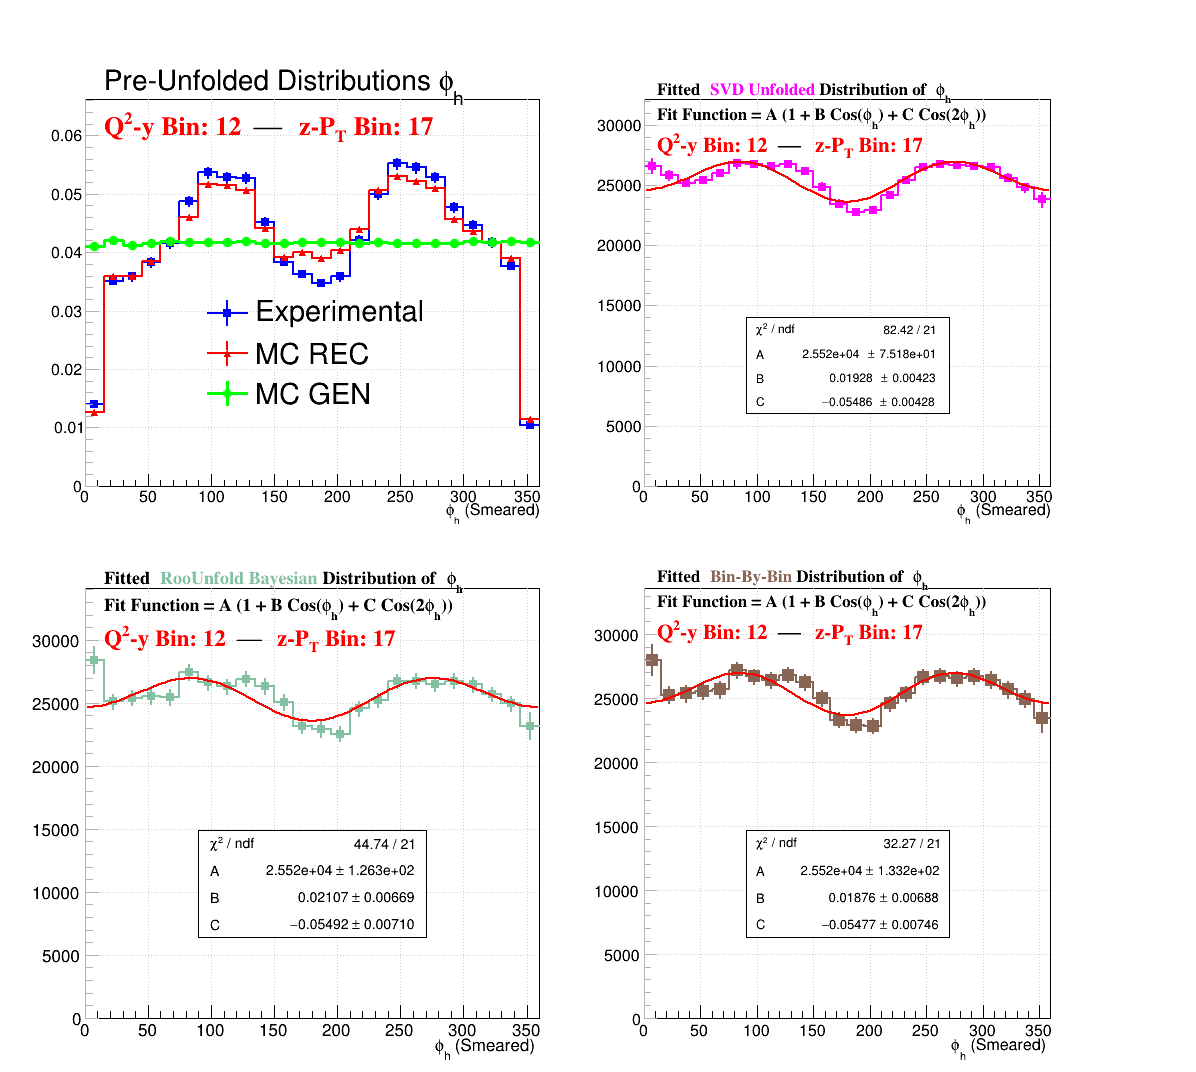 Pre-Unfolded Distributions ϕh
Q²-y Bin: 12 — z-PT Bin: 17
0.06
0.05
0.04
0.03
0.02
0.01
0
Experimental
MC REC
MC GEN
0 50 100 150 200 250 300 350
ϕh (Smeared)
Fitted SVD Unfolded Distribution of ϕh
Fit Function = A (1 + B Cos(ϕh) + C Cos(2ϕh))
Q²-y Bin: 12 — z-PT Bin: 17
30000
25000
20000
15000
10000
5000
0
χ² / ndf 82.42 / 21
A 2.552e+04 ± 7.518e+01
B 0.01928 ± 0.00423
C −0.05486 ± 0.00428
0 50 100 150 200 250 300 350
ϕh (Smeared)
Fitted RooUnfold Bayesian Distribution of ϕh
Fit Function = A (1 + B Cos(ϕh) + C Cos(2ϕh))
Q²-y Bin: 12 — z-PT Bin: 17
30000
25000
20000
15000
10000
5000
0
χ² / ndf 44.74 / 21
A 2.552e+04 ± 1.263e+02
B 0.02107 ± 0.00669
C −0.05492 ± 0.00710
0 50 100 150 200 250 300 350
ϕh (Smeared)
Fitted Bin-By-Bin Distribution of ϕh
Fit Function = A (1 + B Cos(ϕh) + C Cos(2ϕh))
Q²-y Bin: 12 — z-PT Bin: 17
30000
25000
20000
15000
10000
5000
0
χ² / ndf 32.27 / 21
A 2.552e+04 ± 1.332e+02
B 0.01876 ± 0.00688
C −0.05477 ± 0.00746
0 50 100 150 200 250 300 350
ϕh (Smeared)